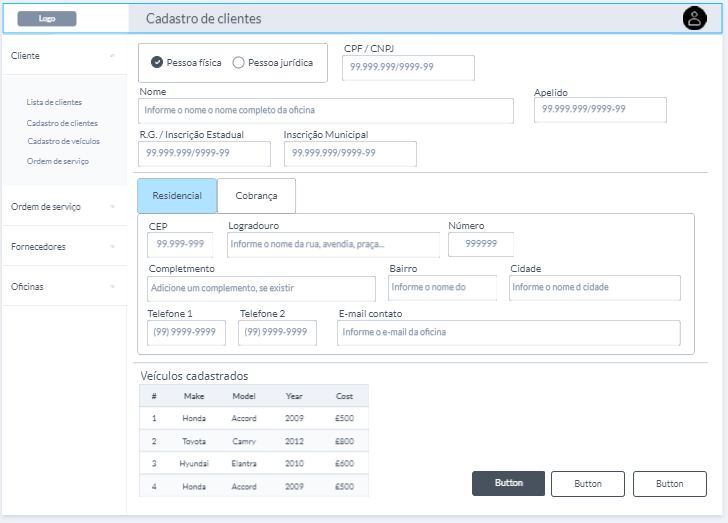 Logo
Cadastro de clientes
Cliente
Lista de clientes
Cadastro de clientes
Cadastro de veículos
Ordem de serviço
Ordem de serviço
Fornecedores
Oficinas
Pessoa física Pessoa jurídica
CPF / CNPJ
99.999.999/9999-99
Nome
Informe o nome o nome completo da oficina
Apelido
99.999.999/9999-99
R.G. / Inscrição Estadual
99.999.999/9999-99
Inscrição Municipal
99.999.999/9999-99
Residencial Cobrança
CEP
99.999-999
Logradouro
Informe o nome da rua, avendia, praça...
Número
999999
Completmento
Adicione um complemento, se existir
Bairro
Informe o nome do
Cidade
Informe o nome d cidade
Telefone 1
(99) 9999-9999
Telefone 2
(99) 9999-9999
E-mail contato
Informe o e-mail da oficina
Veículos cadastrados
# Make Model Year Cost
1 Honda Accord 2009 £500
2 Toyota Camry 2012 £800
3 Hyundai Elantra 2010 £600
4 Honda Accord 2009 £500
Button Button Button